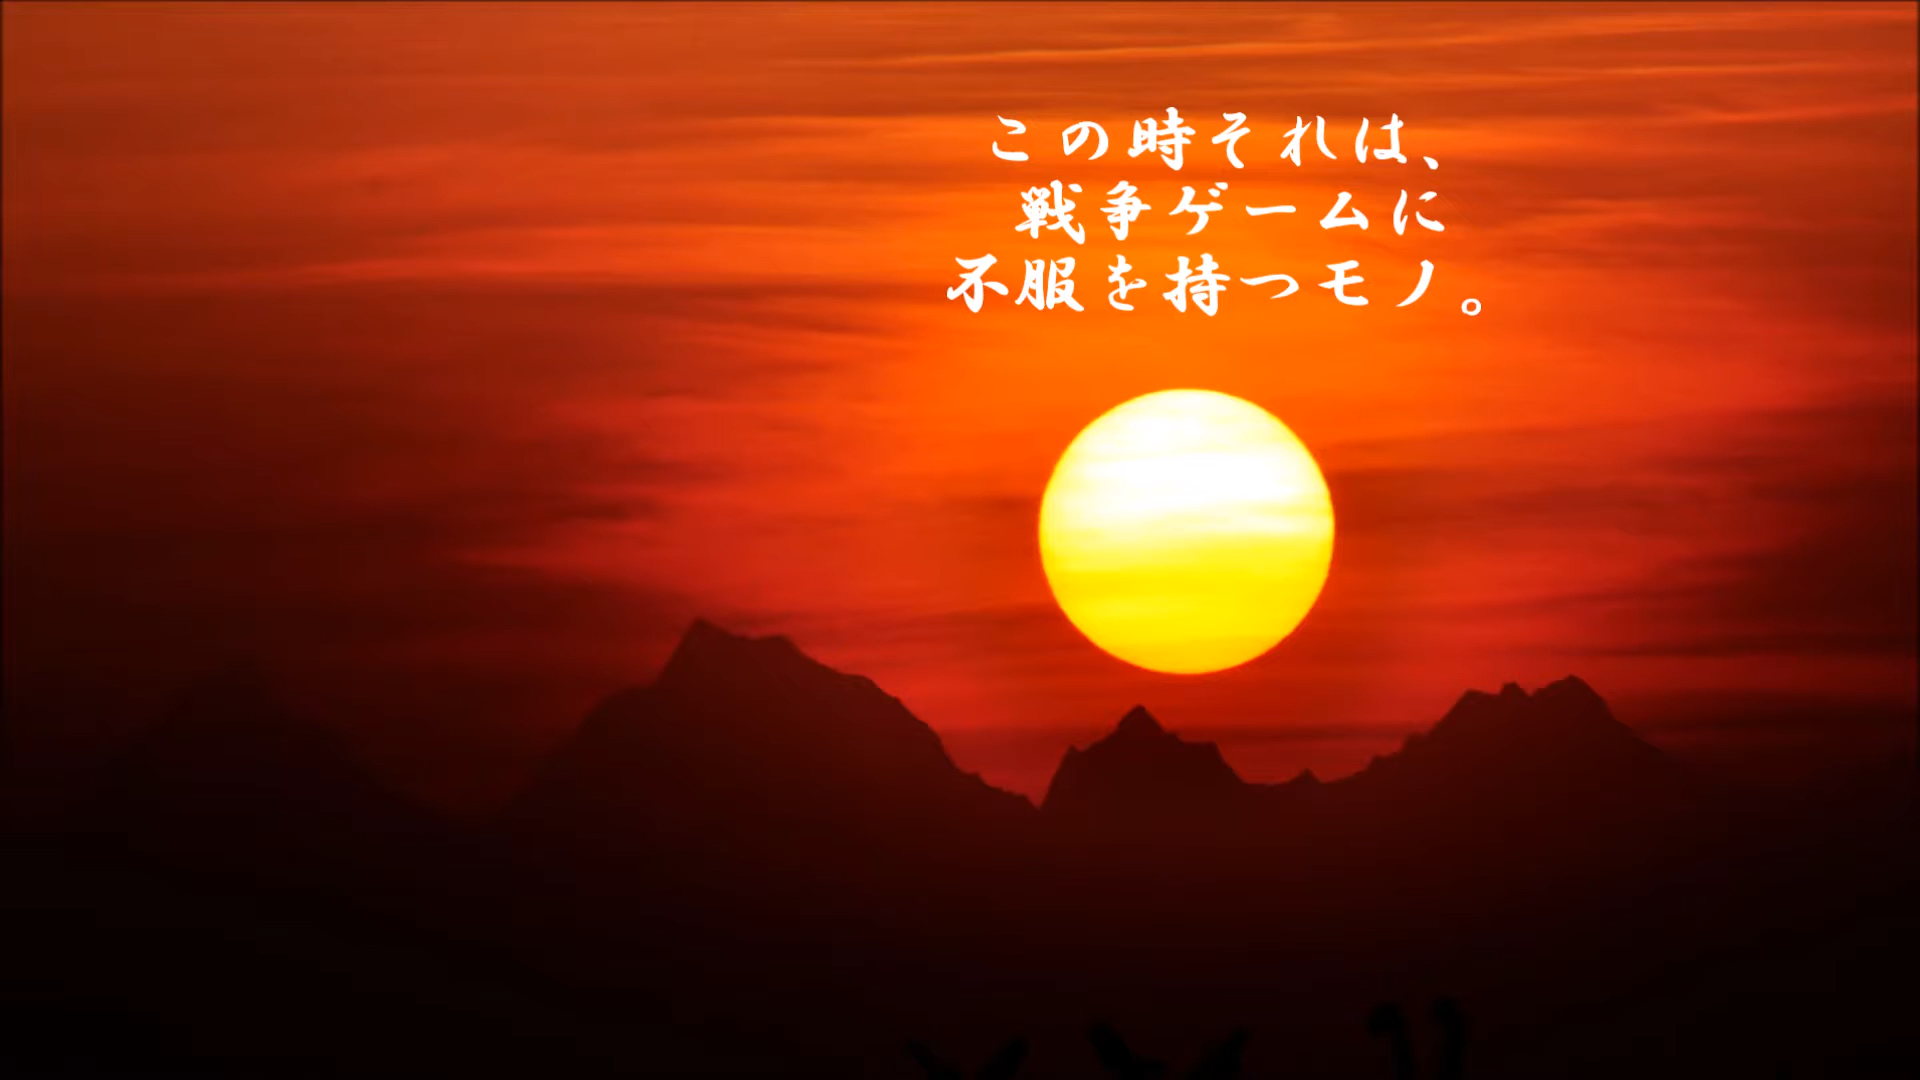 この時それは、
戦争ゲームに
不服を持つモノ。